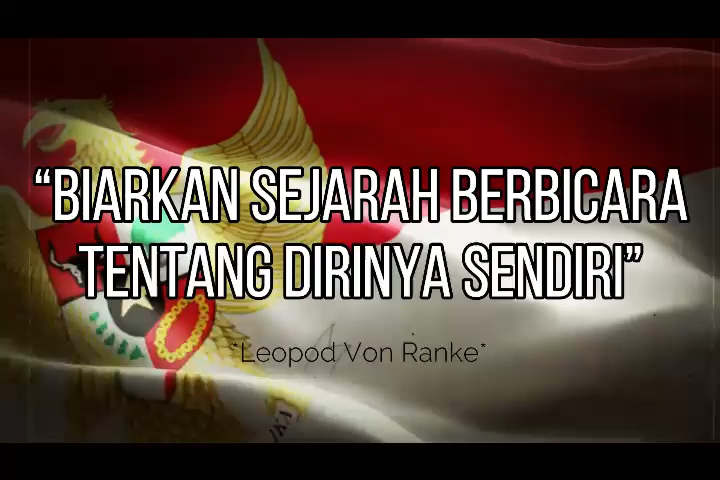 “BIARKAN SEJARAH BERBICARA
TENTANG DIRINYA SENDIRI”
*Leopod Von Ranke*